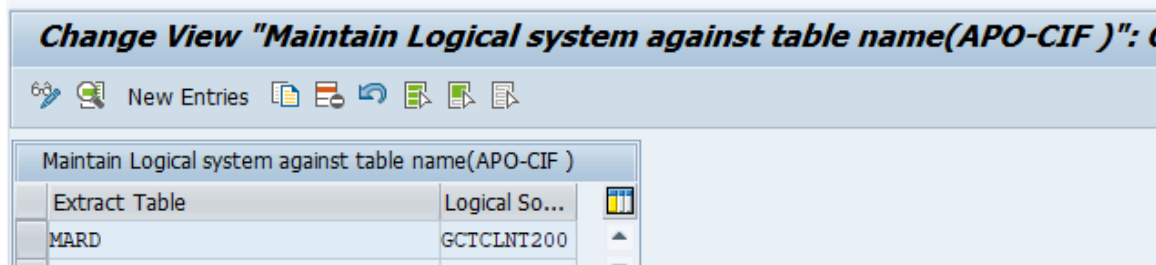 Change View "Maintain Logical system against table name(APO-CIF )":
New Entries
Maintain Logical system against table name(APO-CIF )
Extract Table Logical So...
MARD GCTCLNT200